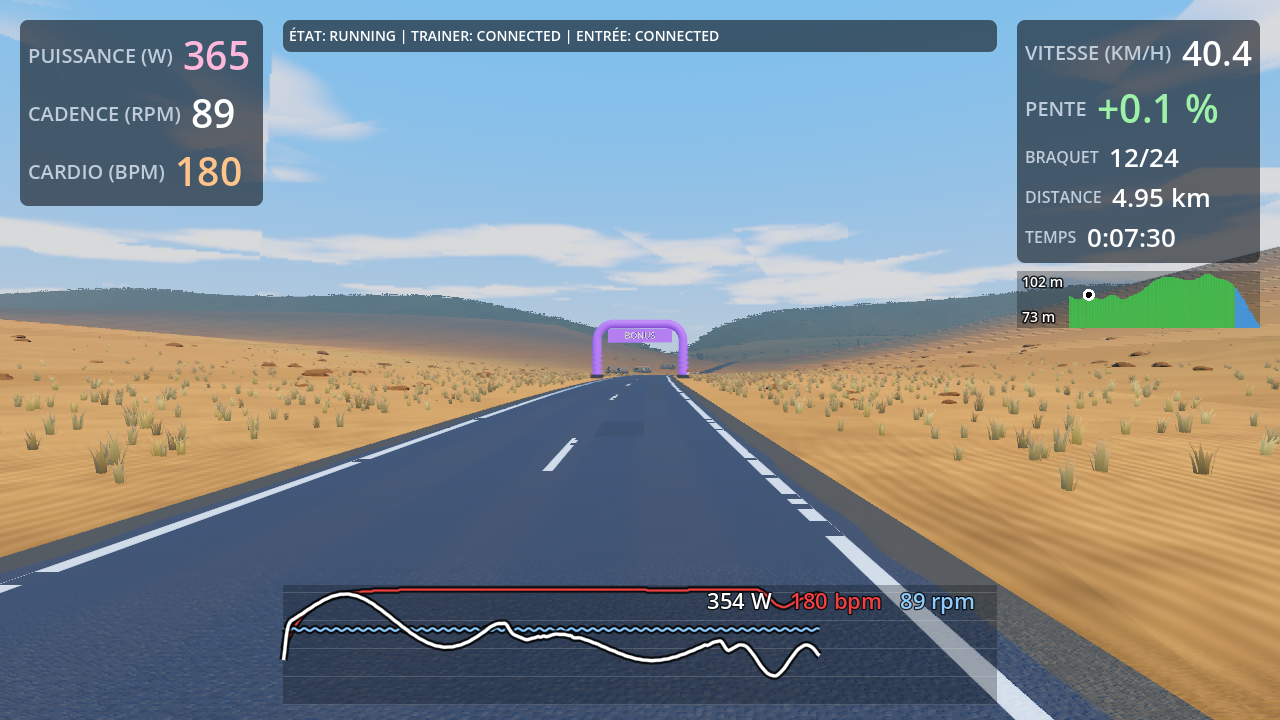 PUISSANCE (W) 365
CADENCE (RPM) 89
CARDIO (BPM) 180
ÉTAT: RUNNING | TRAINER: CONNECTED | ENTRÉE: CONNECTED
VITESSE (KM/H) 40.4
PENTE +0.1 %
BRAQUET 12/24
DISTANCE 4.95 km
TEMPS 0:07:30
102 m
73 m
BONUS
354 W 180 bpm 89 rpm